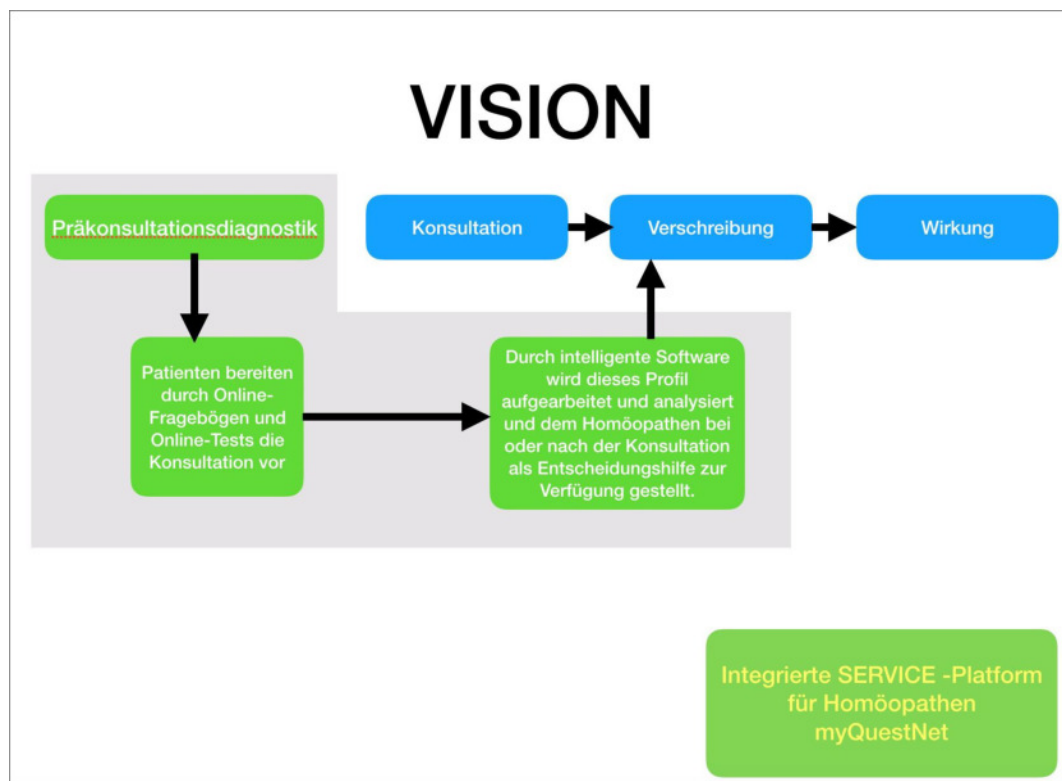 VISION
Präkonsultationsdiagnostik
Konsultation
Verschreibung
Wirkung
Patienten bereiten
durch Online-
Fragebögen und
Online-Tests die
Konsultation vor
Durch intelligente Software
wird dieses Profil
aufgearbeitet und analysiert
und dem Homöopathen bei
oder nach der Konsultation
als Entscheidungshilfe zur
Verfügung gestellt.
Integrierte SERVICE -Platform
für Homöopathen
myQuestNet